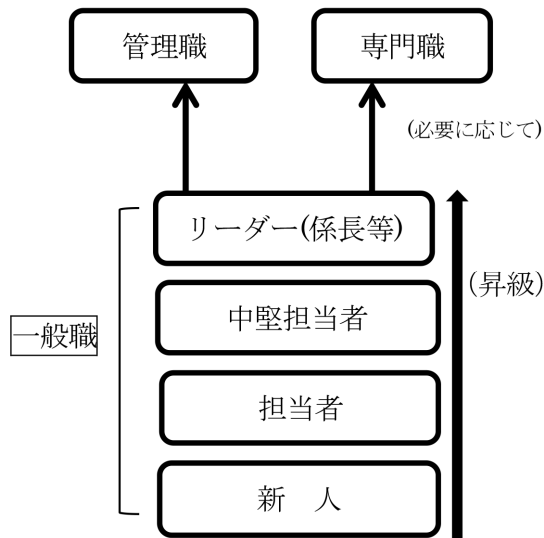 管理職
専門職
(必要に応じて)
リーダー(係長等)
(昇級)
中堅担当者
一般職
担当者
新　人